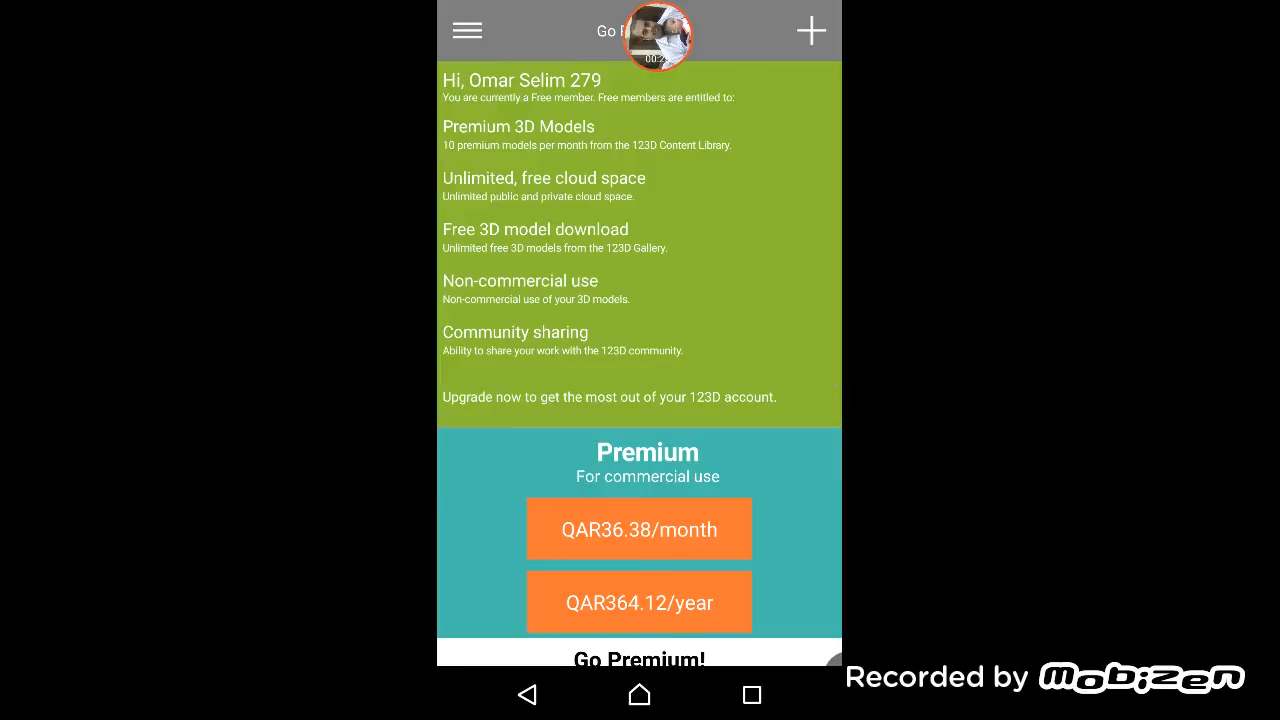 Go
00:2
Hi, Omar Selim 279
You are currently a Free member. Free members are entitled to:
Premium 3D Models
10 premium models per month from the 123D Content Library.
Unlimited, free cloud space
Unlimited public and private cloud space.
Free 3D model download
Unlimited free 3D models from the 123D Gallery.
Non-commercial use
Non-commercial use of your 3D models.
Community sharing
Ability to share your work with the 123D community.
Upgrade now to get the most out of your 123D account.
Premium
For commercial use
QAR36.38/month
QAR364.12/year
Go Premium!
Recorded by mobizen